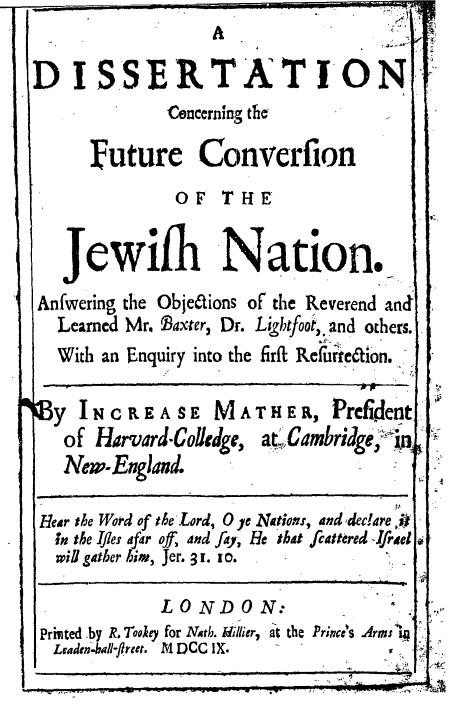 A
DISSERTATION
Concerning the
Future Converſion
OF THE
Jewiſh Nation.
Anſwering the Objections of the Reverend and
Learned Mr. Baxter, Dr. Lightfoot, and others.
With an Enquiry into the firſt Reſurrection.
By INCREASE MATHER, Preſident
of Harvard-Colledge, at Cambridge, in
New-England.
Hear the Word of the Lord, O ye Nations, and declare it
in the Iſles afar off, and ſay, He that ſcattered Iſrael
will gather him, Jer. 31. 10.
LONDON:
Printed by R. Tookey for Nath. Hillier, at the Prince's Arms in
Leaden-hall-ſtreet. MDCCIX.